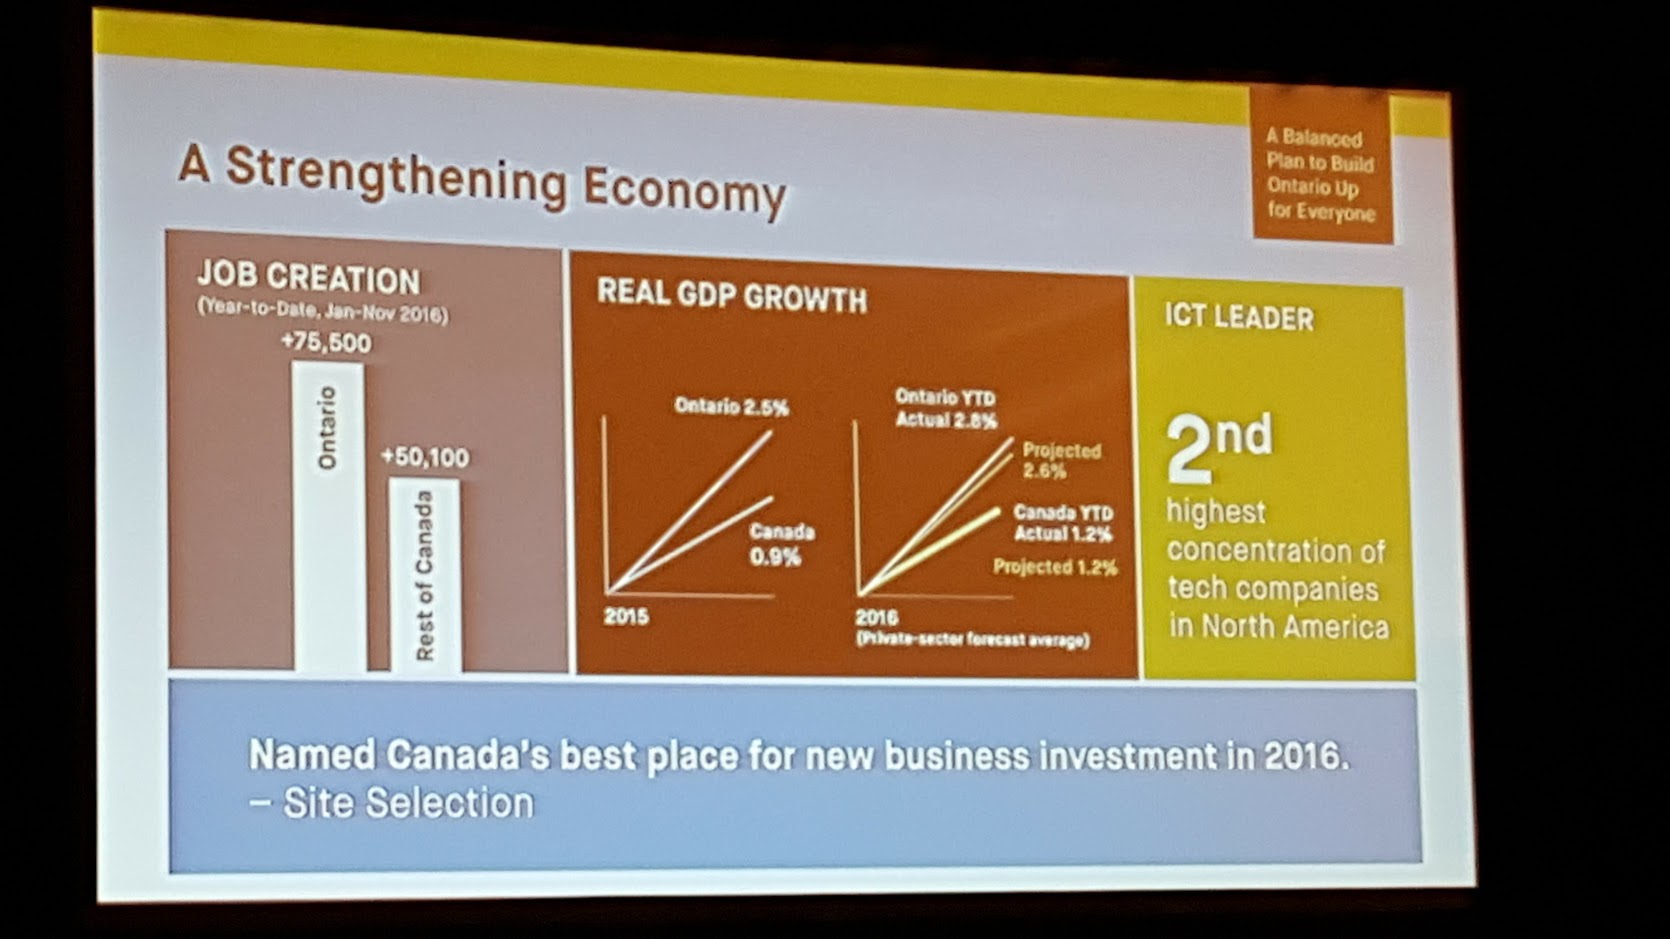 A Strengthening Economy
A Balanced
Plan to Build
Ontario Up
for Everyone
JOB CREATION
(Year-to-Date, Jan-Nov 2016)
+75,500
Ontario
+50,100
Rest of Canada
REAL GDP GROWTH
Ontario 2.5%
Canada
0.9%
2015
Ontario YTD
Actual 2.8%
Projected
2.6%
Canada YTD
Actual 1.2%
Projected 1.2%
2016
(Private-sector forecast average)
ICT LEADER
2nd
highest
concentration of
tech companies
in North America
Named Canada's best place for new business investment in 2016.
– Site Selection